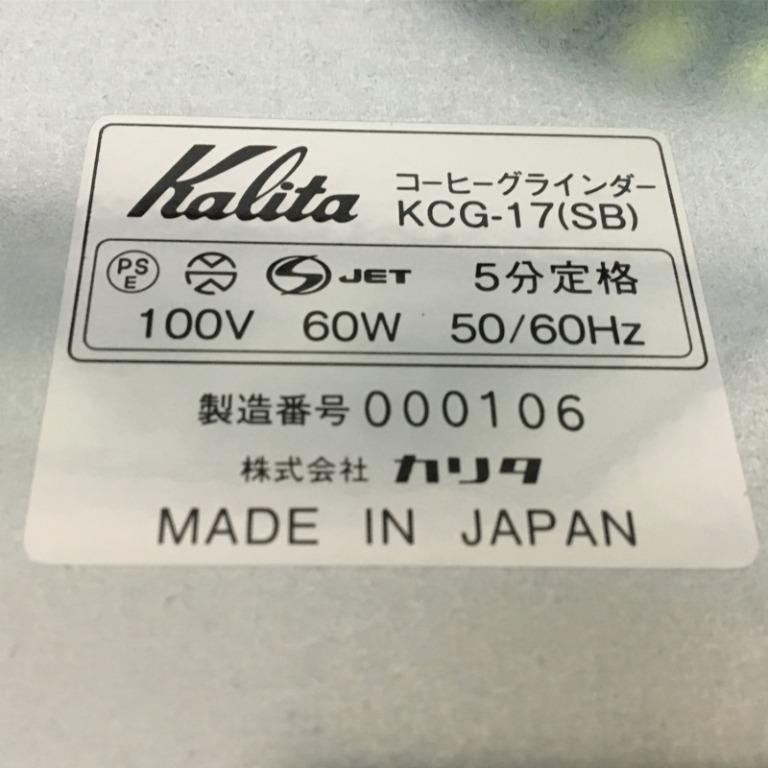 Kalita
コーヒーグラインダー
KCG-17(SB)
PS
E
JET
5分定格
100V 60W 50/60Hz
製造番号 000106
株式会社 カリタ
MADE IN JAPAN